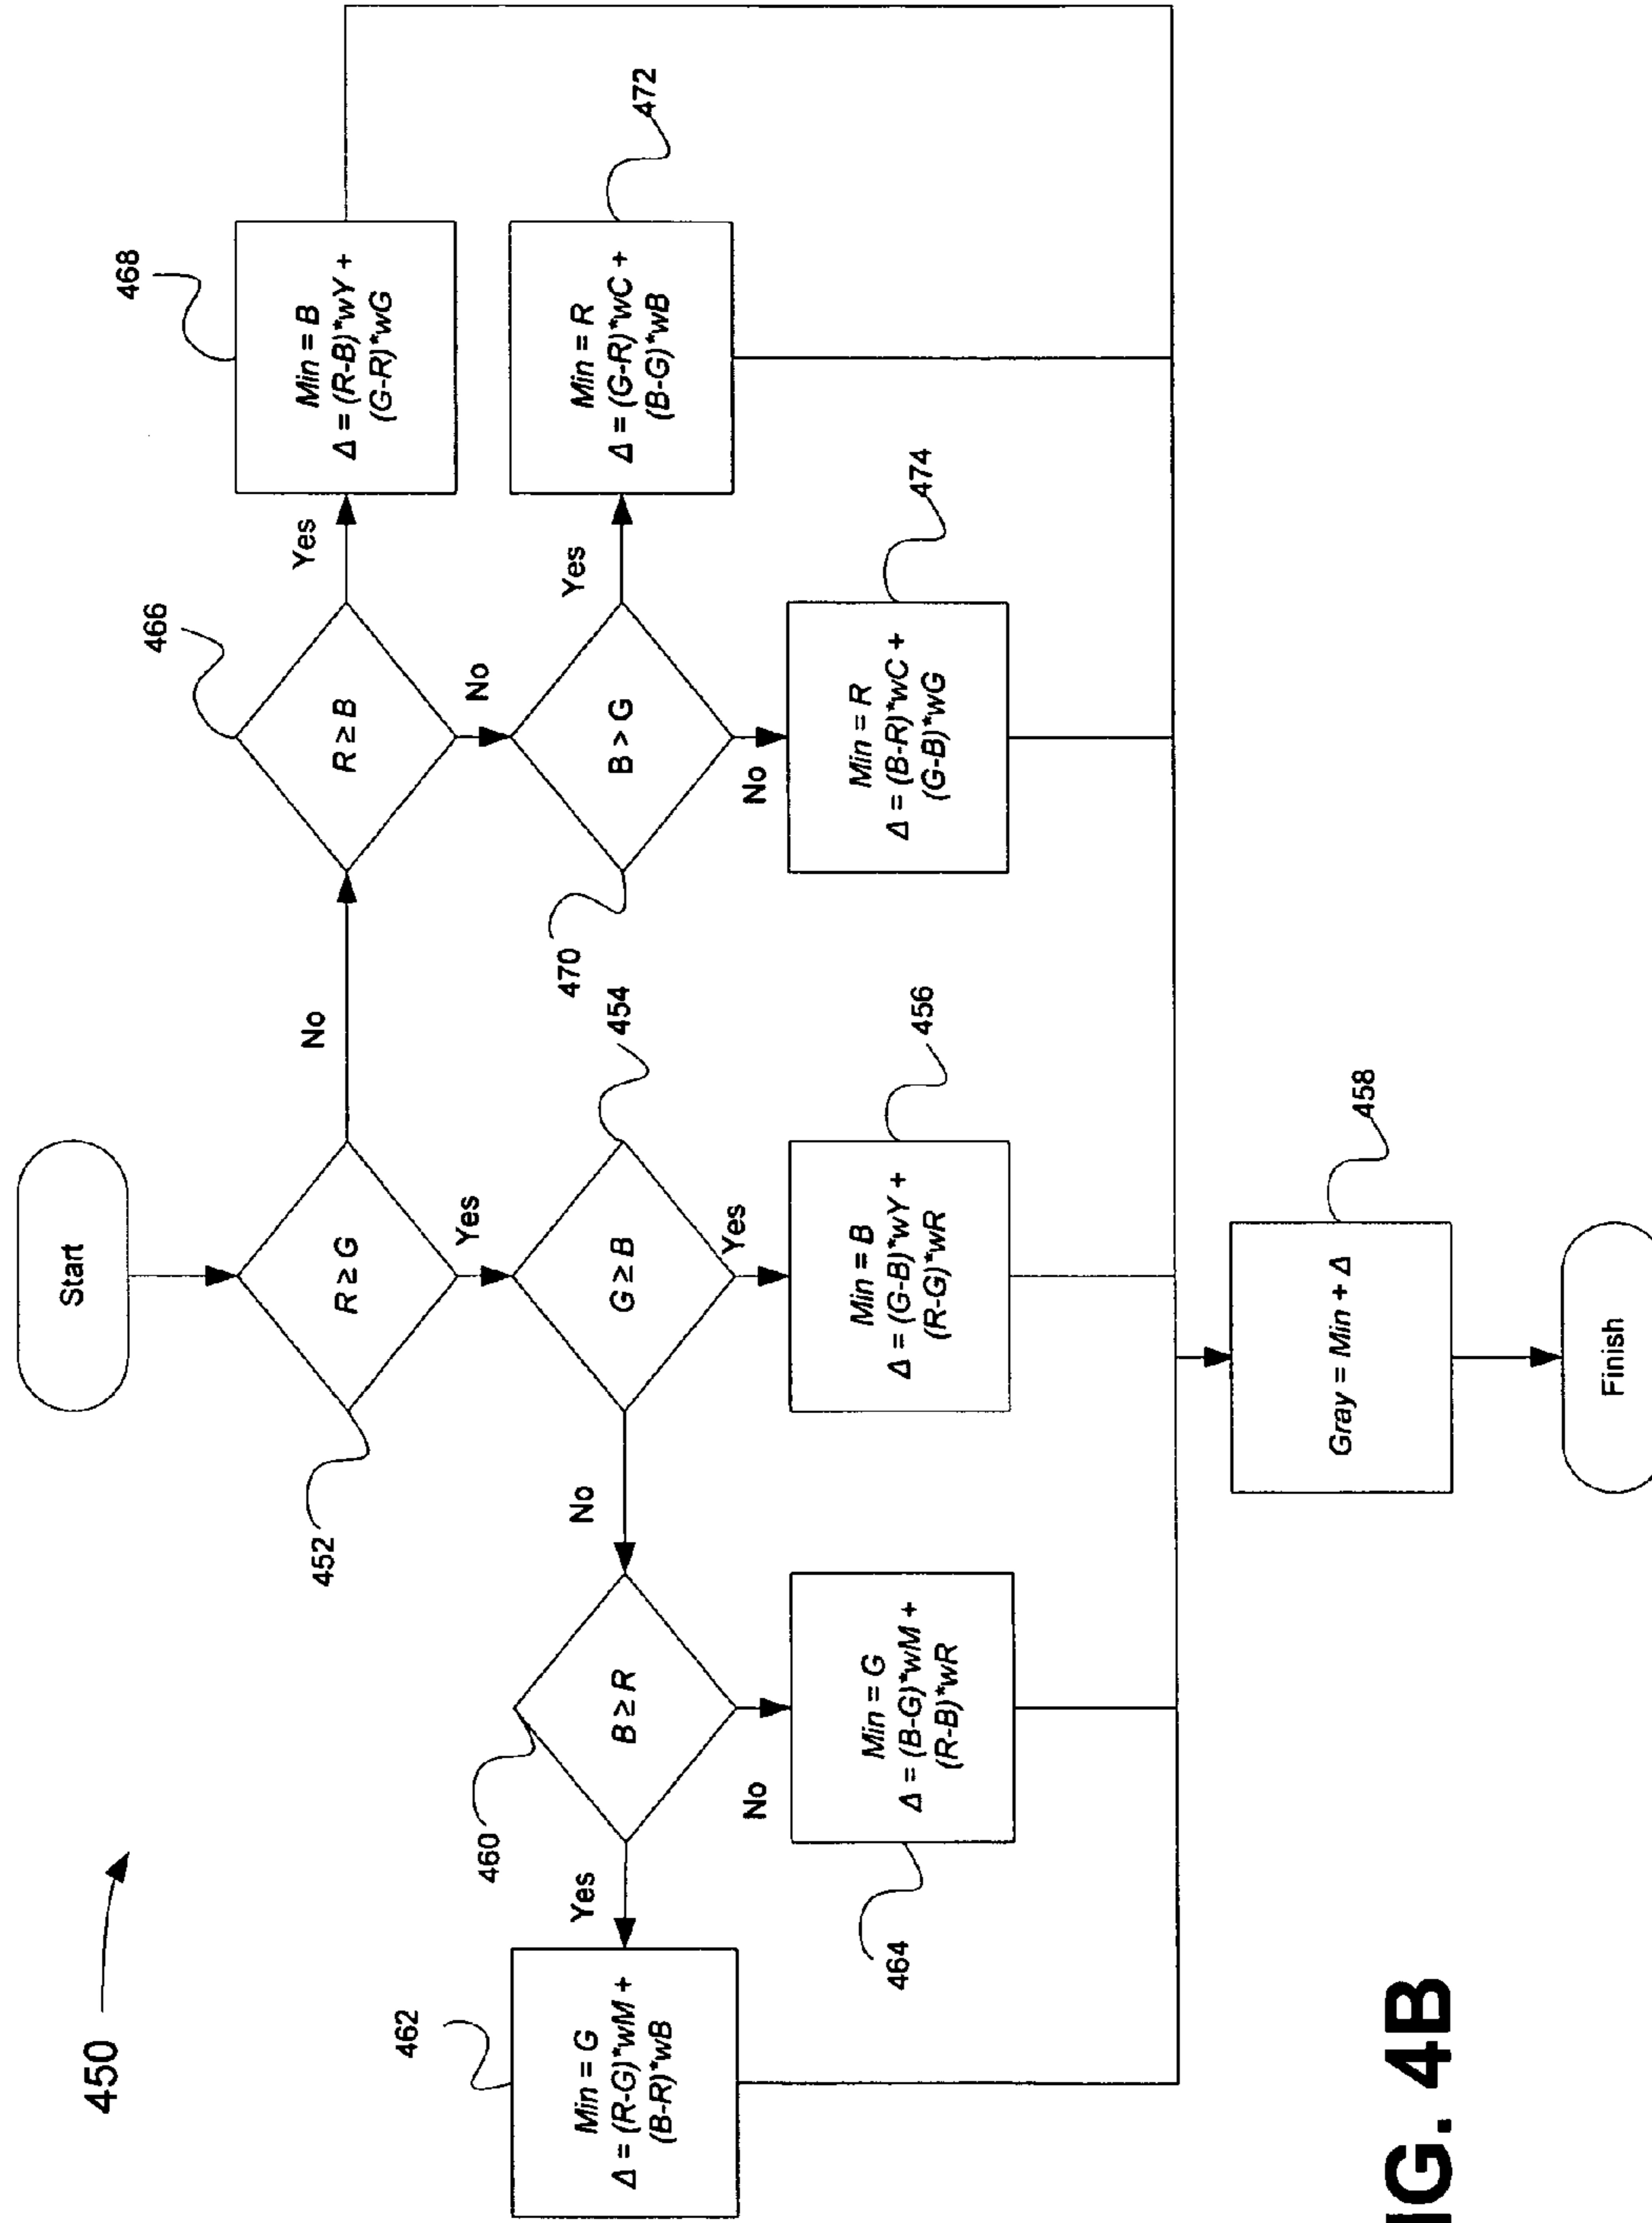 450
Start
452
R ≥ G
No
Yes
466
R ≥ B
Yes
468
Min = B
Δ = (R-B)*wY +
(G-R)*wG
No
462
Min = G
Δ = (R-G)*wM +
(B-R)*wB
Yes
460
B ≥ R
No
G ≥ B
454
Yes
470
B > G
Yes
472
Min = R
Δ = (G-R)*wC +
(B-G)*wB
No
No
464
Min = G
Δ = (B-G)*wM +
(R-B)*wR
456
Min = B
Δ = (G-B)*wY +
(R-G)*wR
474
Min = R
Δ = (B-R)*wC +
(G-B)*wG
458
Gray = Min + Δ
Finish
IG. 4B